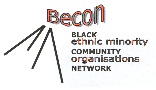 Becon
BLACK
ethnic minority
COMMUNITY
organisations
NETWORK